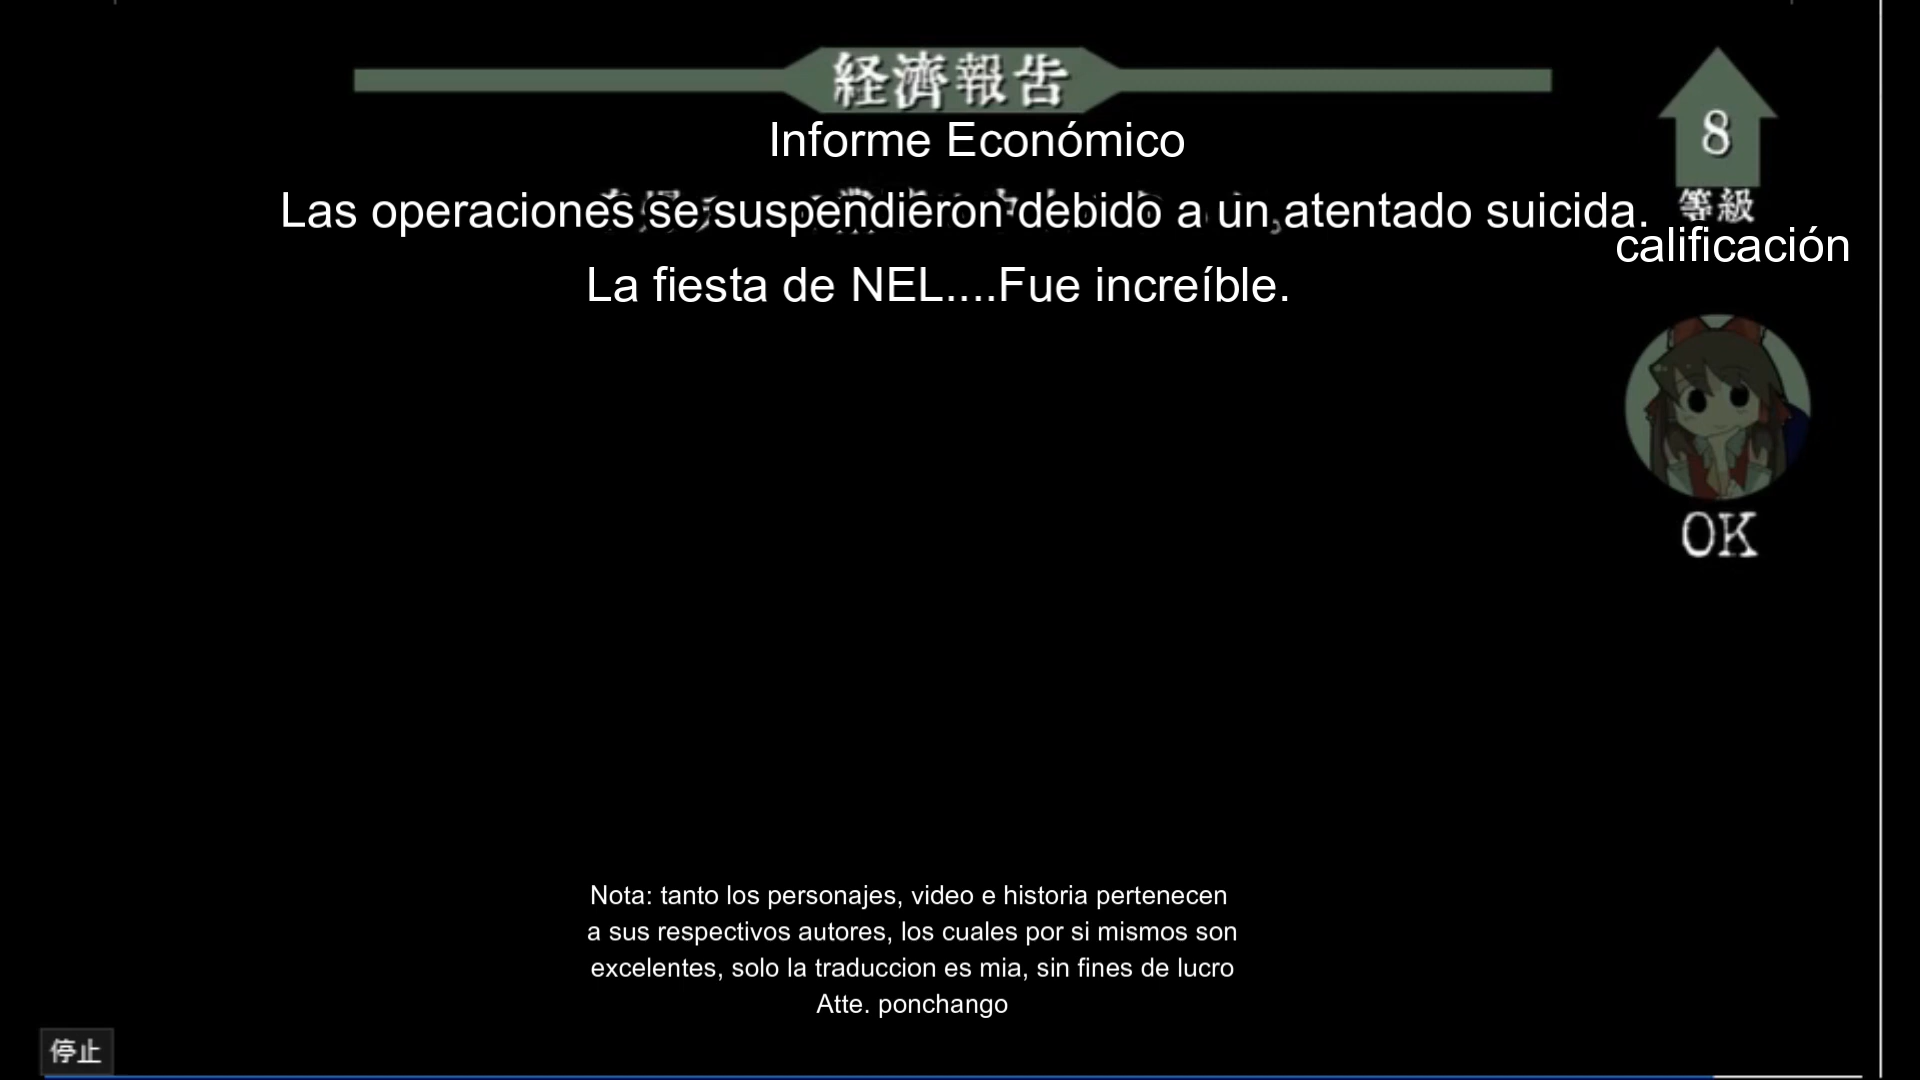 経濟報告
Informe Económico
8
Las operaciones se suspendieron debido a un atentado suicida.
等級
calificación
La fiesta de NEL....Fue increíble.
OK
Nota: tanto los personajes, video e historia pertenecen
a sus respectivos autores, los cuales por si mismos son
excelentes, solo la traduccion es mia, sin fines de lucro
Atte. ponchango
停止